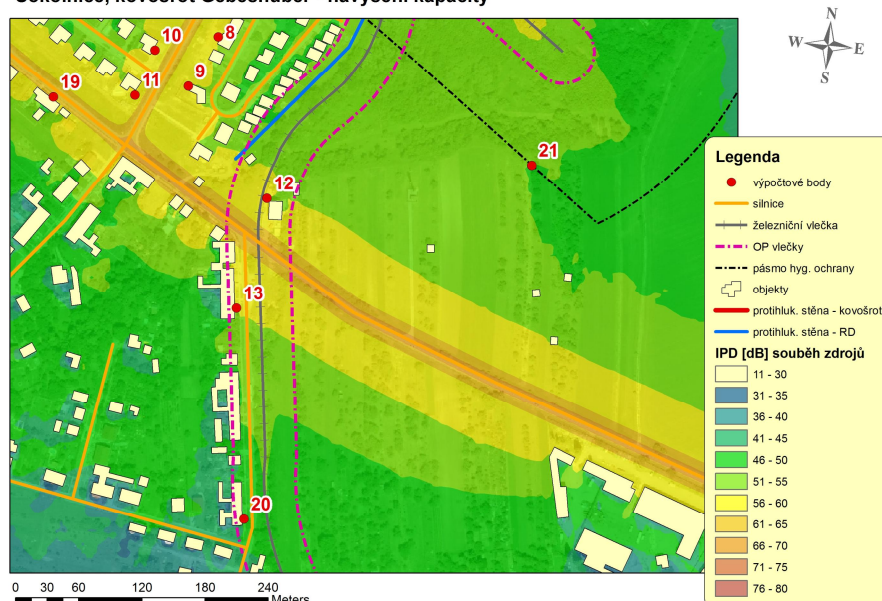 Sokolnice, kovošrot Gebeshuber - navýšení kapacity
N
W E
S
10
8
19
11
9
12
21
13
20
Legenda
výpočtové body
silnice
železniční vlečka
OP vlečky
pásmo hyg. ochrany
objekty
protihluk. stěna - kovošrot
protihluk. stěna - RD
IPD [dB] souběh zdrojů
11 - 30
31 - 35
36 - 40
41 - 45
46 - 50
51 - 55
56 - 60
61 - 65
66 - 70
71 - 75
76 - 80
0 30 60 120 180 240
Meters